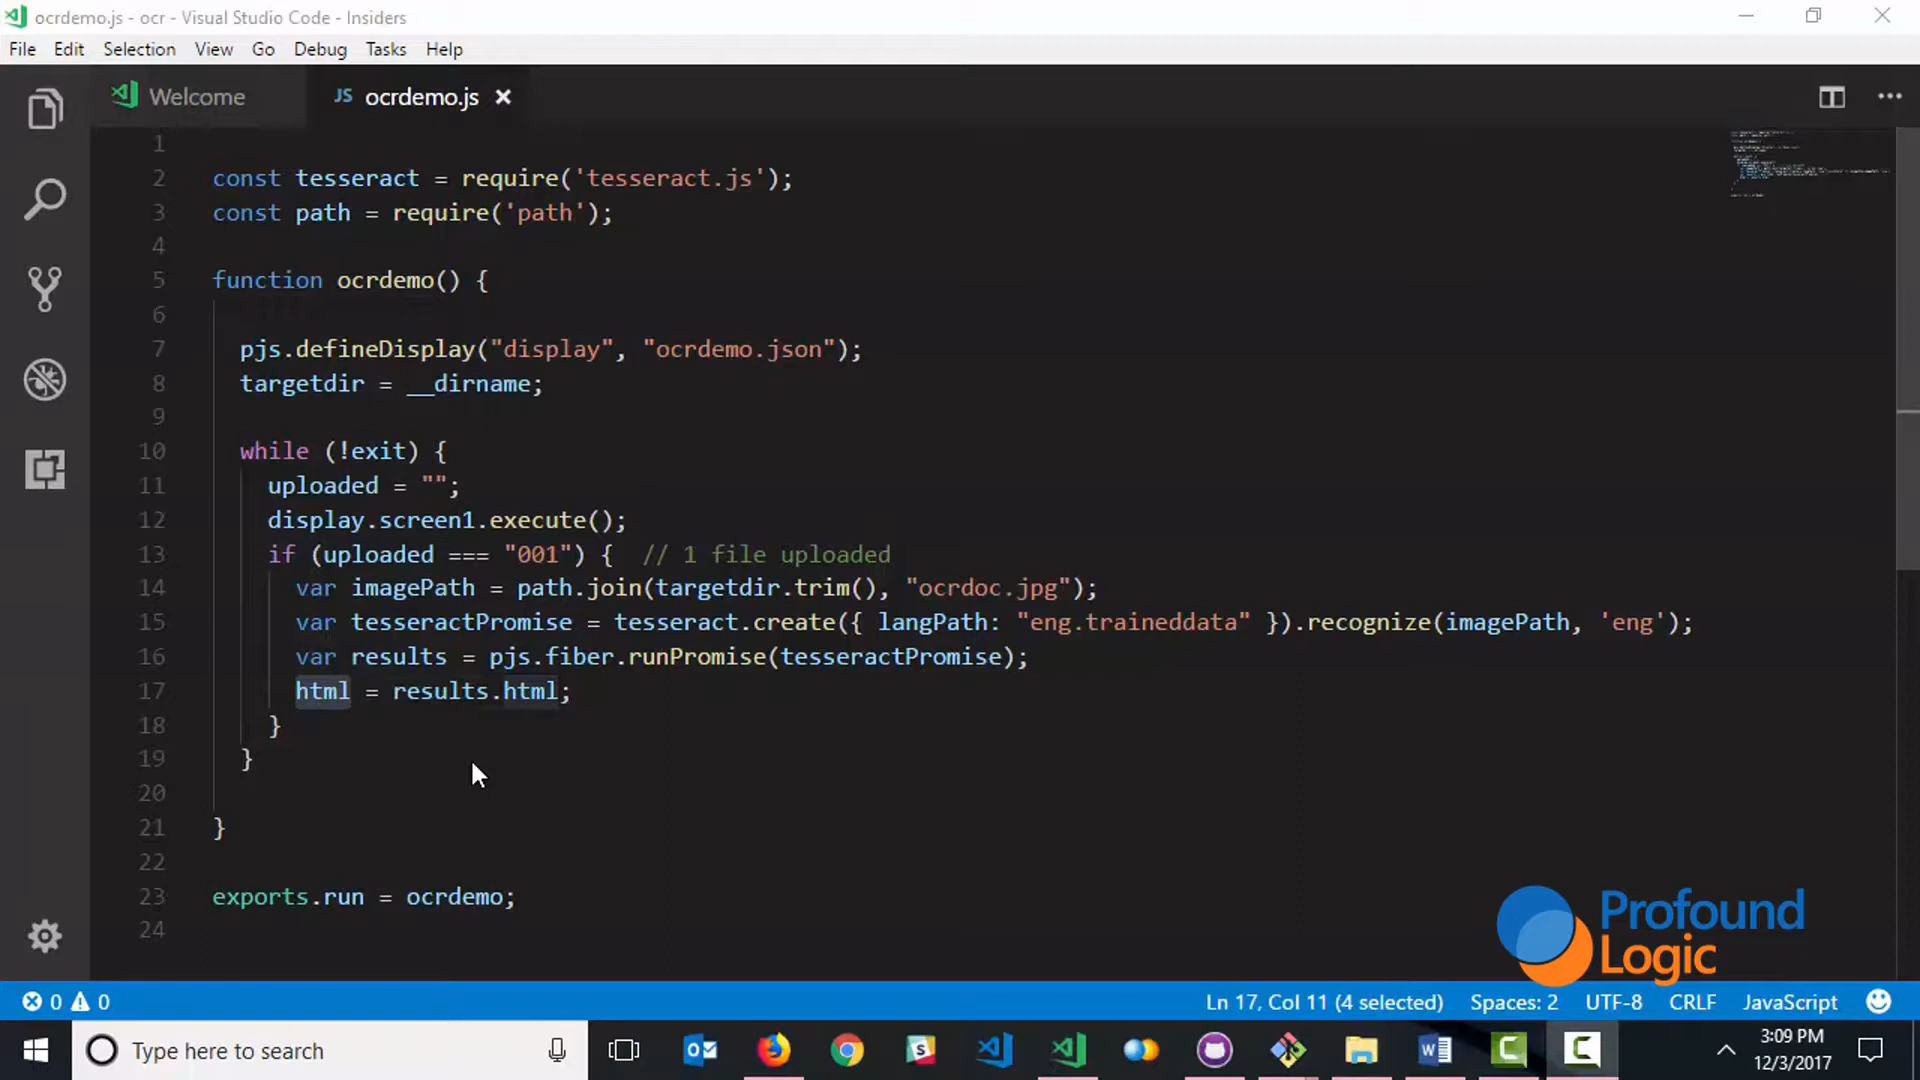 ocrdemo.js - ocr - Visual Studio Code - Insiders
File Edit Selection View Go Debug Tasks Help
Welcome
JS ocrdemo.js
1
2 const tesseract = require('tesseract.js');
3 const path = require('path');
4
5 function ocrdemo() {
6
7 pjs.defineDisplay("display", "ocrdemo.json");
8 targetdir = __dirname;
9
10 while (!exit) {
11 uploaded = "";
12 display.screen1.execute();
13 if (uploaded === "001") { // 1 file uploaded
14 var imagePath = path.join(targetdir.trim(), "ocrdoc.jpg");
15 var tesseractPromise = tesseract.create({ langPath: "eng.traineddata" }).recognize(imagePath, 'eng');
16 var results = pjs.fiber.runPromise(tesseractPromise);
17 html = results.html;
18 }
19 }
20
21 }
22
23 exports.run = ocrdemo;
24
Profound
Logic
0 0 Ln 17, Col 11 (4 selected) Spaces: 2 UTF-8 CRLF JavaScript
Type here to search
3:09 PM
12/3/2017